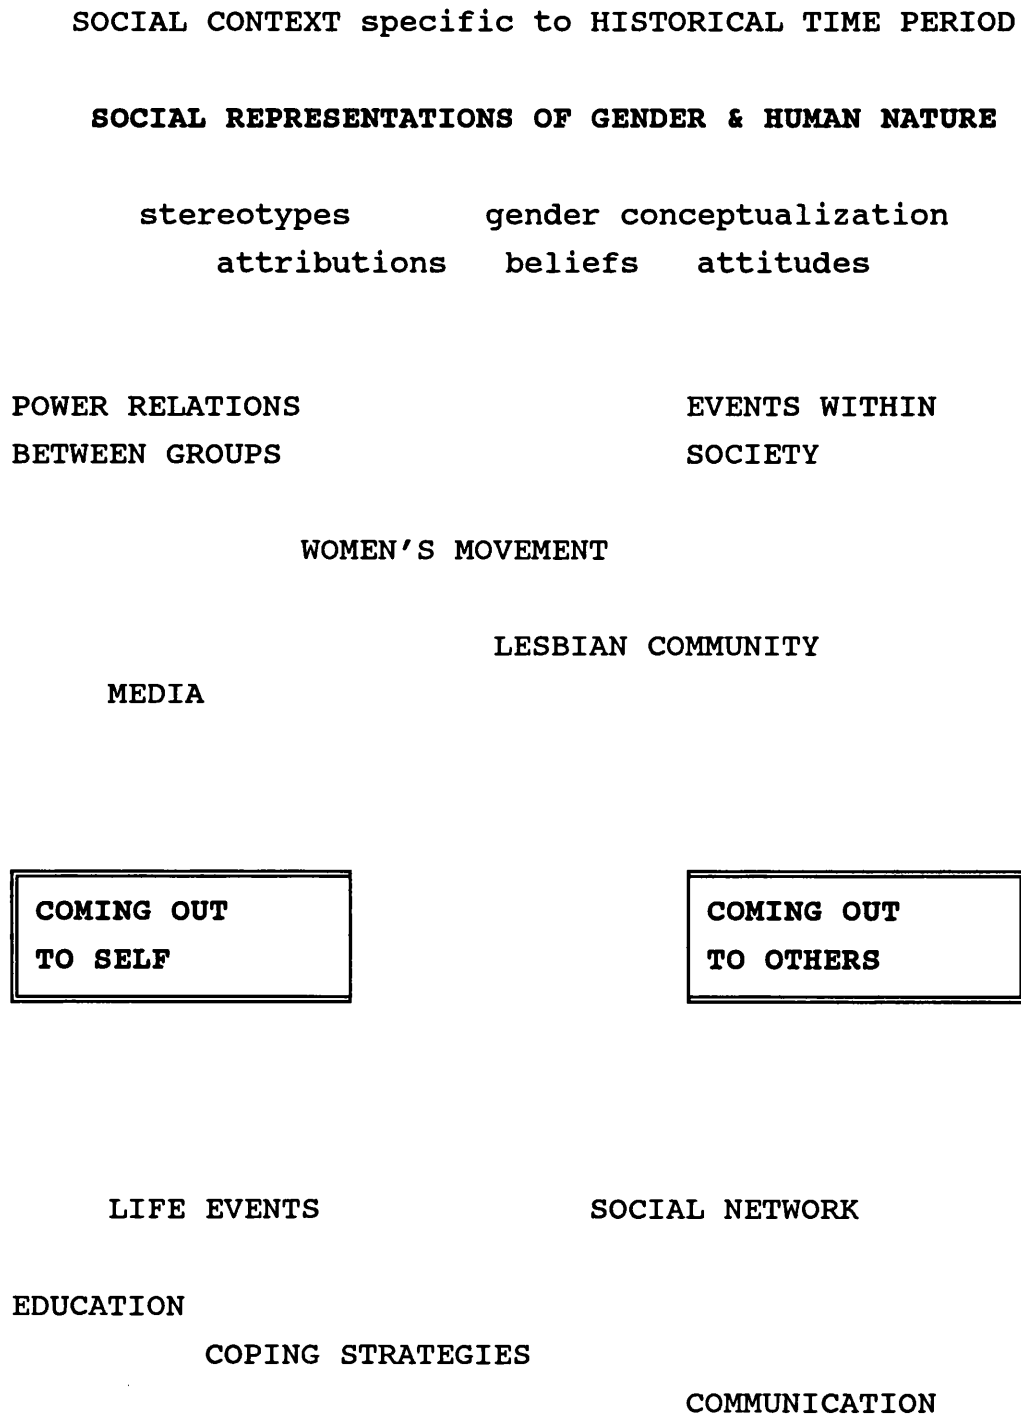 SOCIAL CONTEXT specific to HISTORICAL TIME PERIOD
SOCIAL REPRESENTATIONS OF GENDER & HUMAN NATURE
stereotypes gender conceptualization
attributions beliefs attitudes
POWER RELATIONS EVENTS WITHIN
BETWEEN GROUPS SOCIETY
WOMEN'S MOVEMENT
LESBIAN COMMUNITY
MEDIA
COMING OUT COMING OUT
TO SELF TO OTHERS
LIFE EVENTS SOCIAL NETWORK
EDUCATION
COPING STRATEGIES
COMMUNICATION